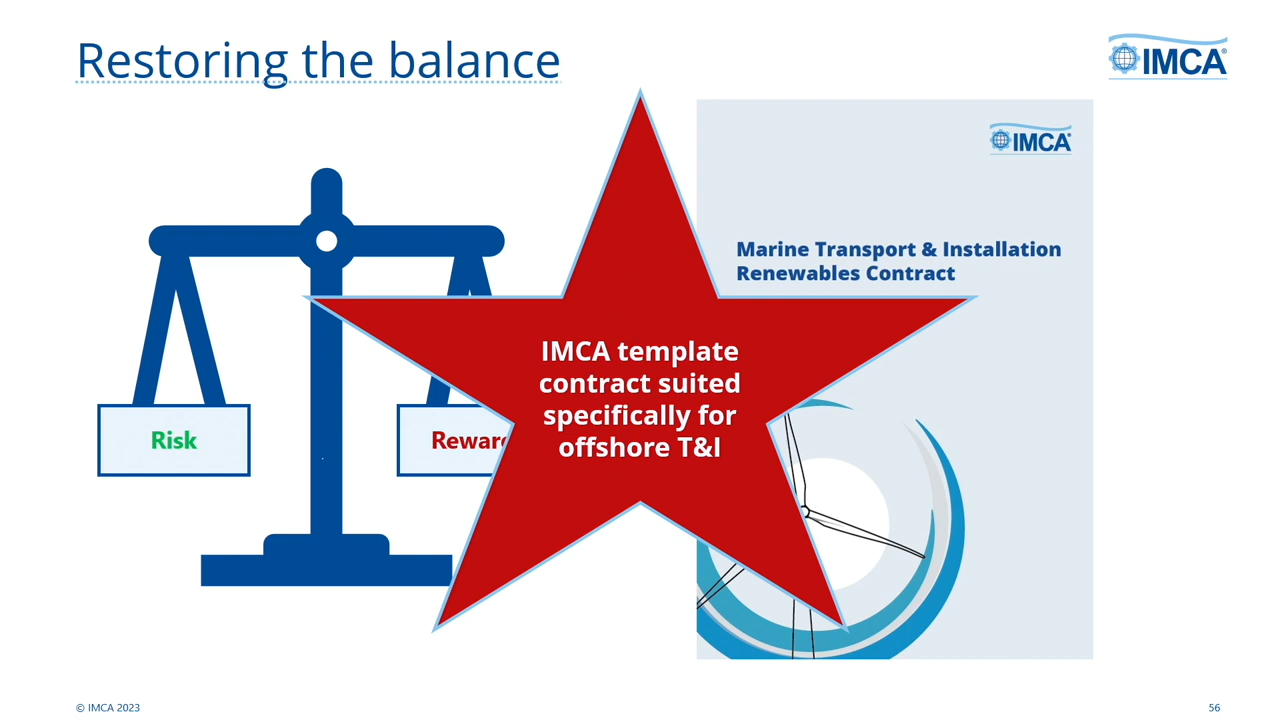 Restoring the balance
IMCA®
IMCA
Marine Transport & Installation
Renewables Contract
IMCA template
contract suited
specifically for
offshore T&I
Risk
© IMCA 2023
56